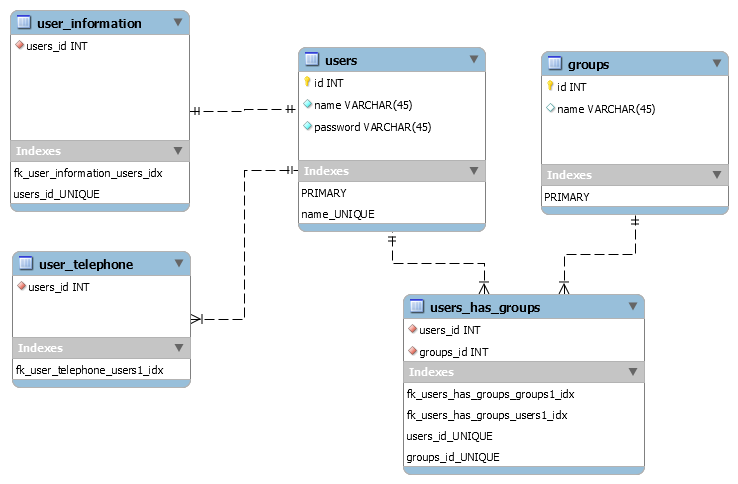 user_information
users_id INT
Indexes
fk_user_information_users_idx
users_id_UNIQUE
users
id INT
name VARCHAR(45)
password VARCHAR(45)
Indexes
PRIMARY
name_UNIQUE
groups
id INT
name VARCHAR(45)
Indexes
PRIMARY
user_telephone
users_id INT
Indexes
fk_user_telephone_users1_idx
users_has_groups
users_id INT
groups_id INT
Indexes
fk_users_has_groups_groups1_idx
fk_users_has_groups_users1_idx
users_id_UNIQUE
groups_id_UNIQUE